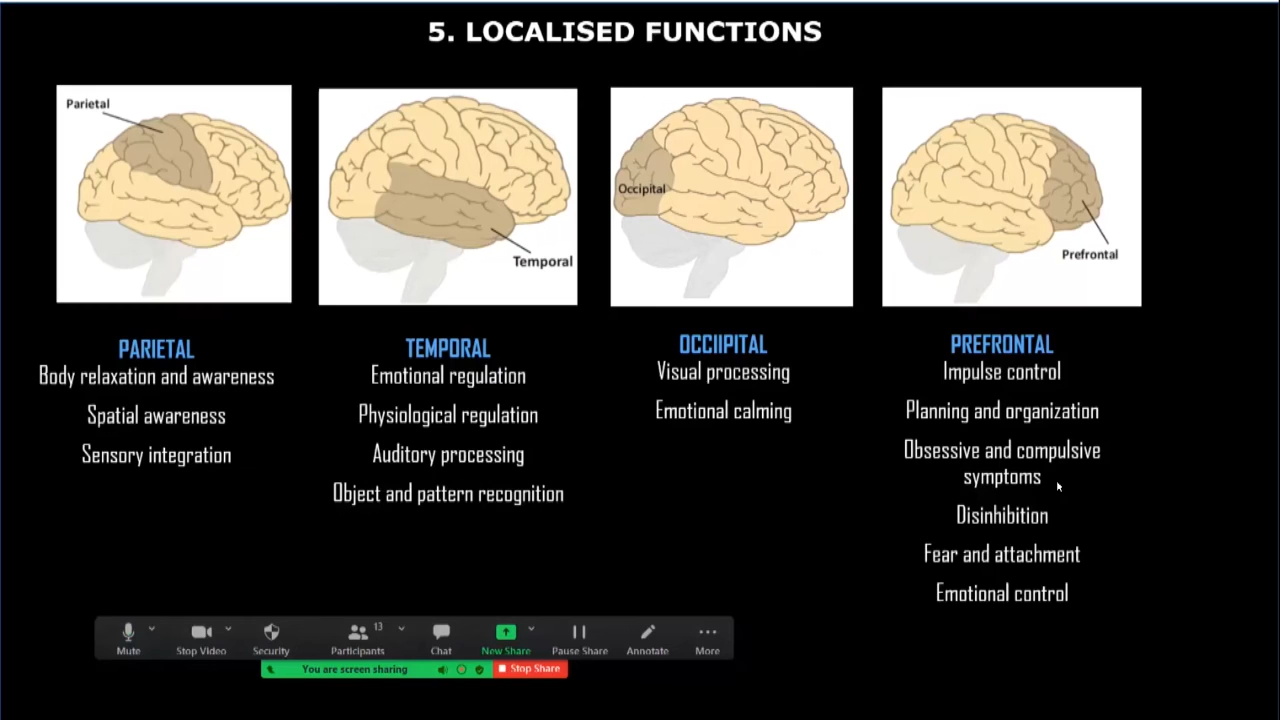 5. LOCALISED FUNCTIONS
Parietal
Temporal
Occipital
Prefrontal
PARIETAL
Body relaxation and awareness
Spatial awareness
Sensory integration
TEMPORAL
Emotional regulation
Physiological regulation
Auditory processing
Object and pattern recognition
OCCIIPITAL
Visual processing
Emotional calming
PREFRONTAL
Impulse control
Planning and organization
Obsessive and compulsive
symptoms
Disinhibition
Fear and attachment
Emotional control
13
Mute
Stop Video
Security
Participants
Chat
New Share
Pause Share
Annotate
More
You are screen sharing
Stop Share